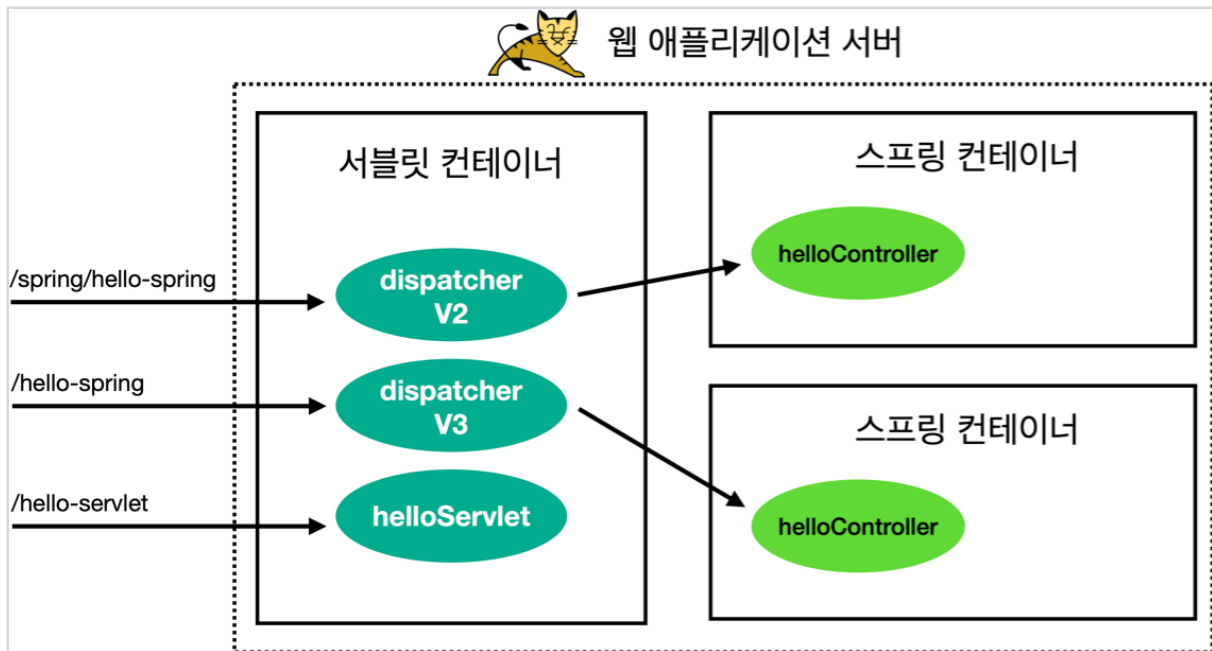 웹 애플리케이션 서버
서블릿 컨테이너
스프링 컨테이너
/spring/hello-spring
dispatcher
V2
helloController
/hello-spring
dispatcher
V3
스프링 컨테이너
/hello-servlet
helloServlet
helloController